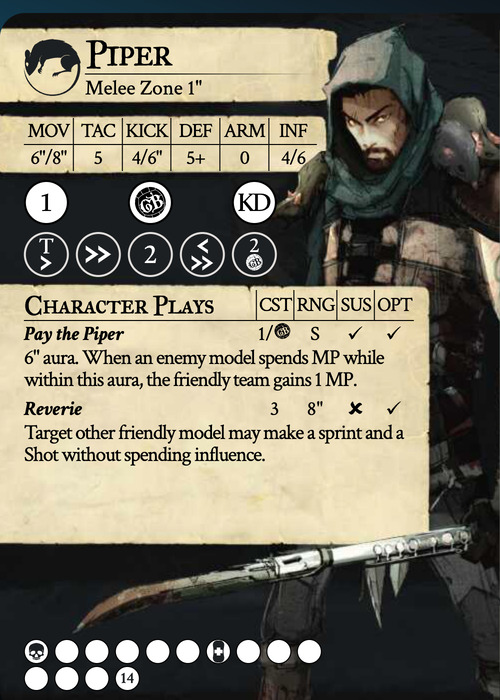 PIPER
Melee Zone 1"
MOV TAC KICK DEF ARM INF
6"/8" 5 4/6" 5+ 0 4/6
1 GB KD
T > >> 2 < >> 2 GB
CHARACTER PLAYS CST RNG SUS OPT
Pay the Piper 1/GB S ✓ ✓
6" aura. When an enemy model spends MP while
within this aura, the friendly team gains 1 MP.
Reverie 3 8" ✗ ✓
Target other friendly model may make a sprint and a
Shot without spending influence.
14